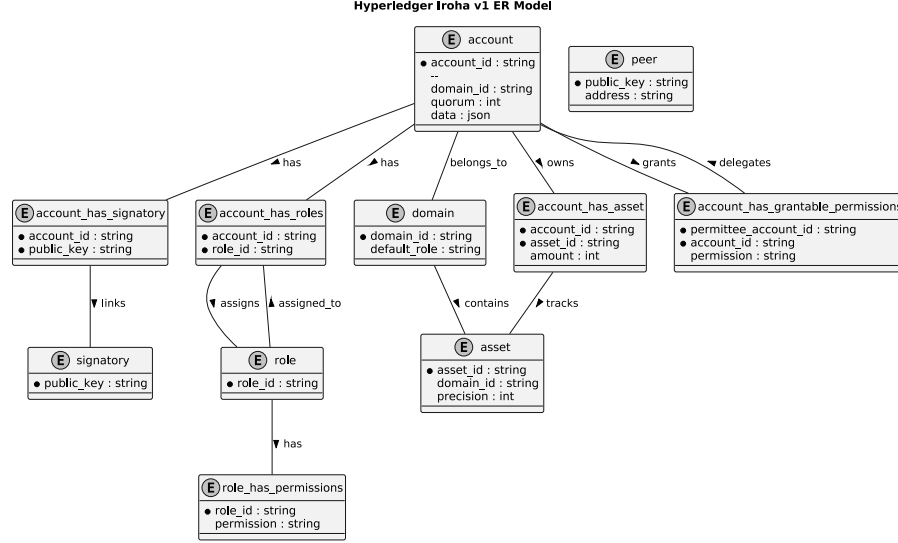 Hyperledger Iroha v1 ER Model
E account
account_id : string
--
domain_id : string
quorum : int
data : json
E peer
public_key : string
address : string
has
has
belongs_to
owns
grants
delegates
E account_has_signatory
account_id : string
public_key : string
E account_has_roles
account_id : string
role_id : string
E domain
domain_id : string
default_role : string
E account_has_asset
account_id : string
asset_id : string
amount : int
E account_has_grantable_permissions
permittee_account_id : string
account_id : string
permission : string
links
assigns
assigned_to
contains
tracks
E signatory
public_key : string
E role
role_id : string
E asset
asset_id : string
domain_id : string
precision : int
has
E role_has_permissions
role_id : string
permission : string